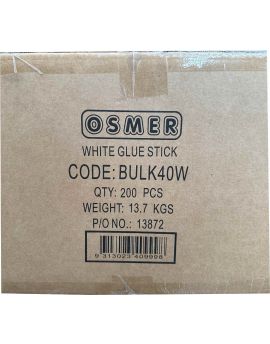 OSMER
WHITE GLUE STICK
CODE: BULK40W
QTY: 200 PCS
WEIGHT: 13.7 KGS
P/O NO.: 13872
9 313023 409998